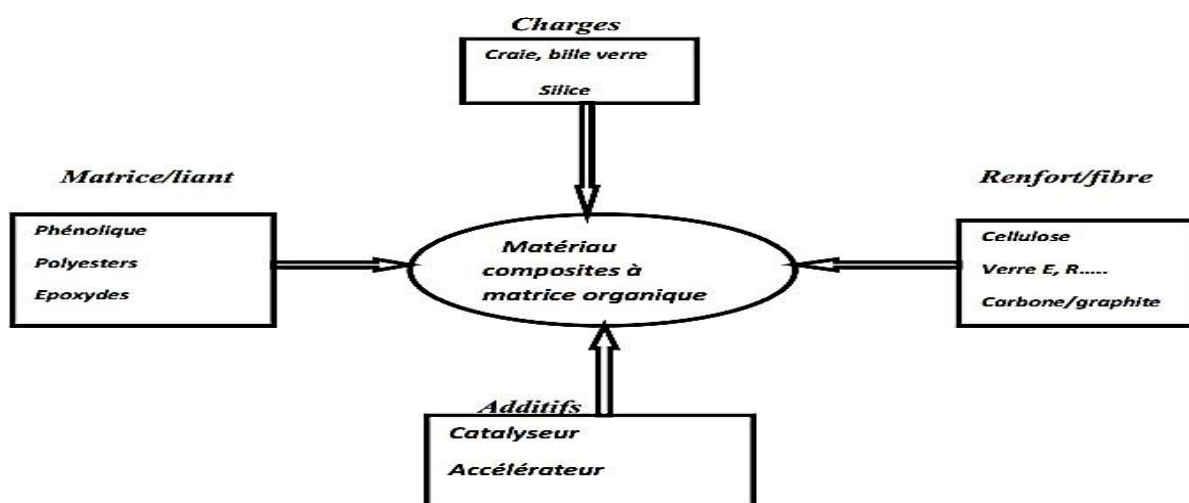 Charges
Craie, bille verre
Silice
Matrice/liant
Phénolique
Polyesters
Epoxydes
Matériau
composites à
matrice organique
Renfort/fibre
Cellulose
Verre E, R.....
Carbone/graphite
Additifs
Catalyseur
Accélérateur